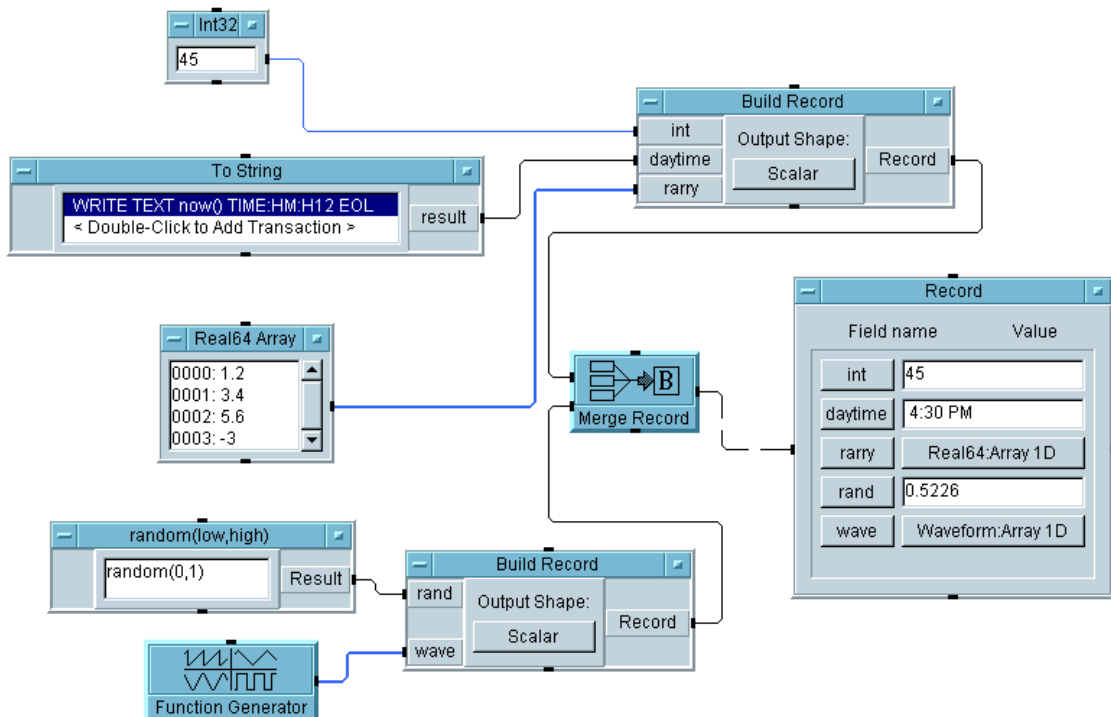 Int32
45
Build Record
int
daytime
rarry
Output Shape:
Scalar
Record
To String
WRITE TEXT now() TIME:HM:H12 EOL
< Double-Click to Add Transaction >
result
Real64 Array
0000: 1.2
0001: 3.4
0002: 5.6
0003: -3
B
Merge Record
Record
Field name Value
int 45
daytime 4:30 PM
rarry Real64:Array 1D
rand 0.5226
wave Waveform:Array 1D
random(low,high)
random(0,1)
Result
Build Record
rand
wave
Output Shape:
Scalar
Record
Function Generator